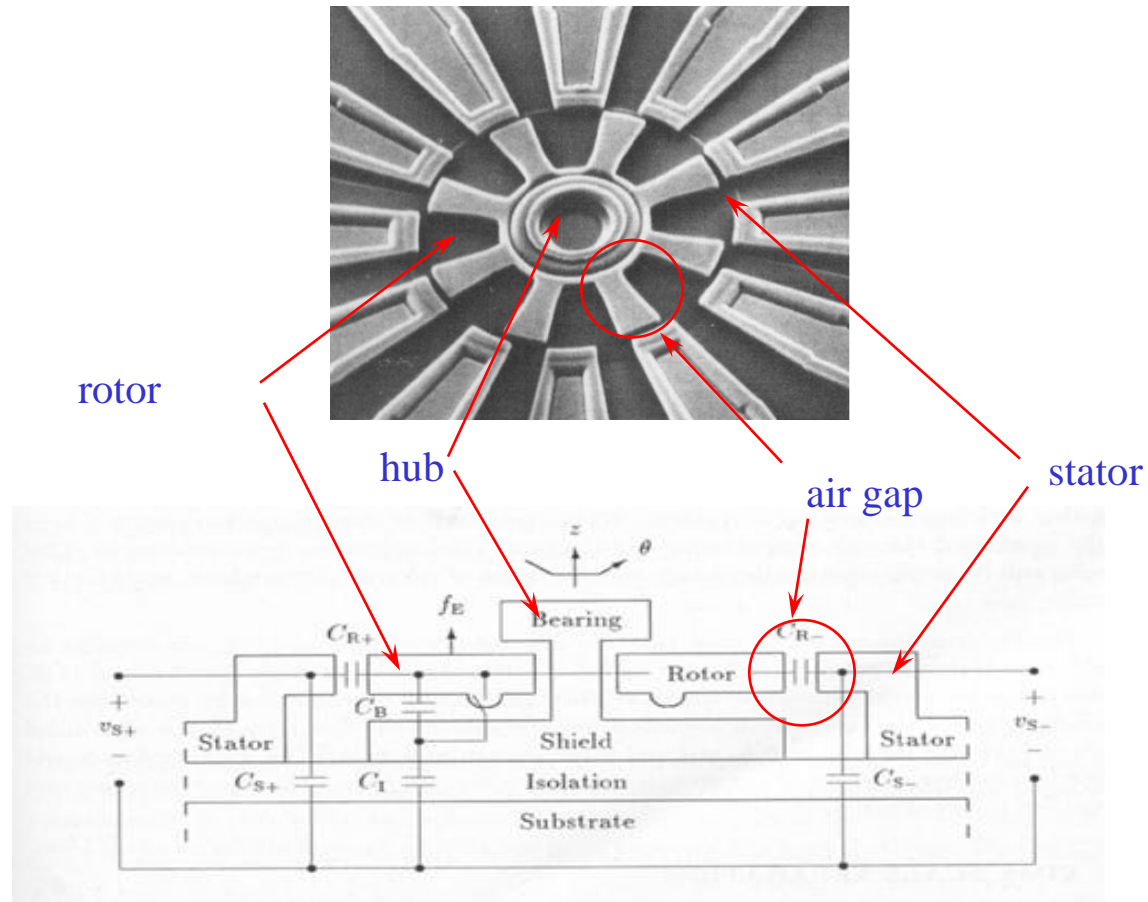 rotor
hub
air gap
stator
z
θ
f_E
Bearing
C_R+
C_R−
Rotor
C_B
+
v_S+
−
+
v_S−
−
Stator
Shield
Stator
C_S+
C_I
Isolation
C_S−
Substrate